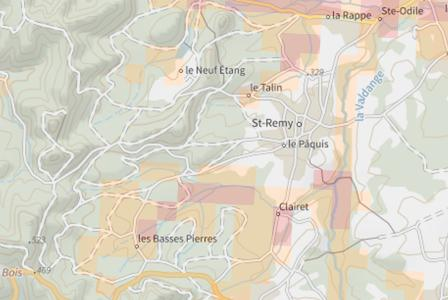 la Rappe
Ste-Odile
le Neuf Étang
328
le Talin
la Valdange
St-Remy
le Pâquis
Clairet
les Basses Pierres
523
469
Bois